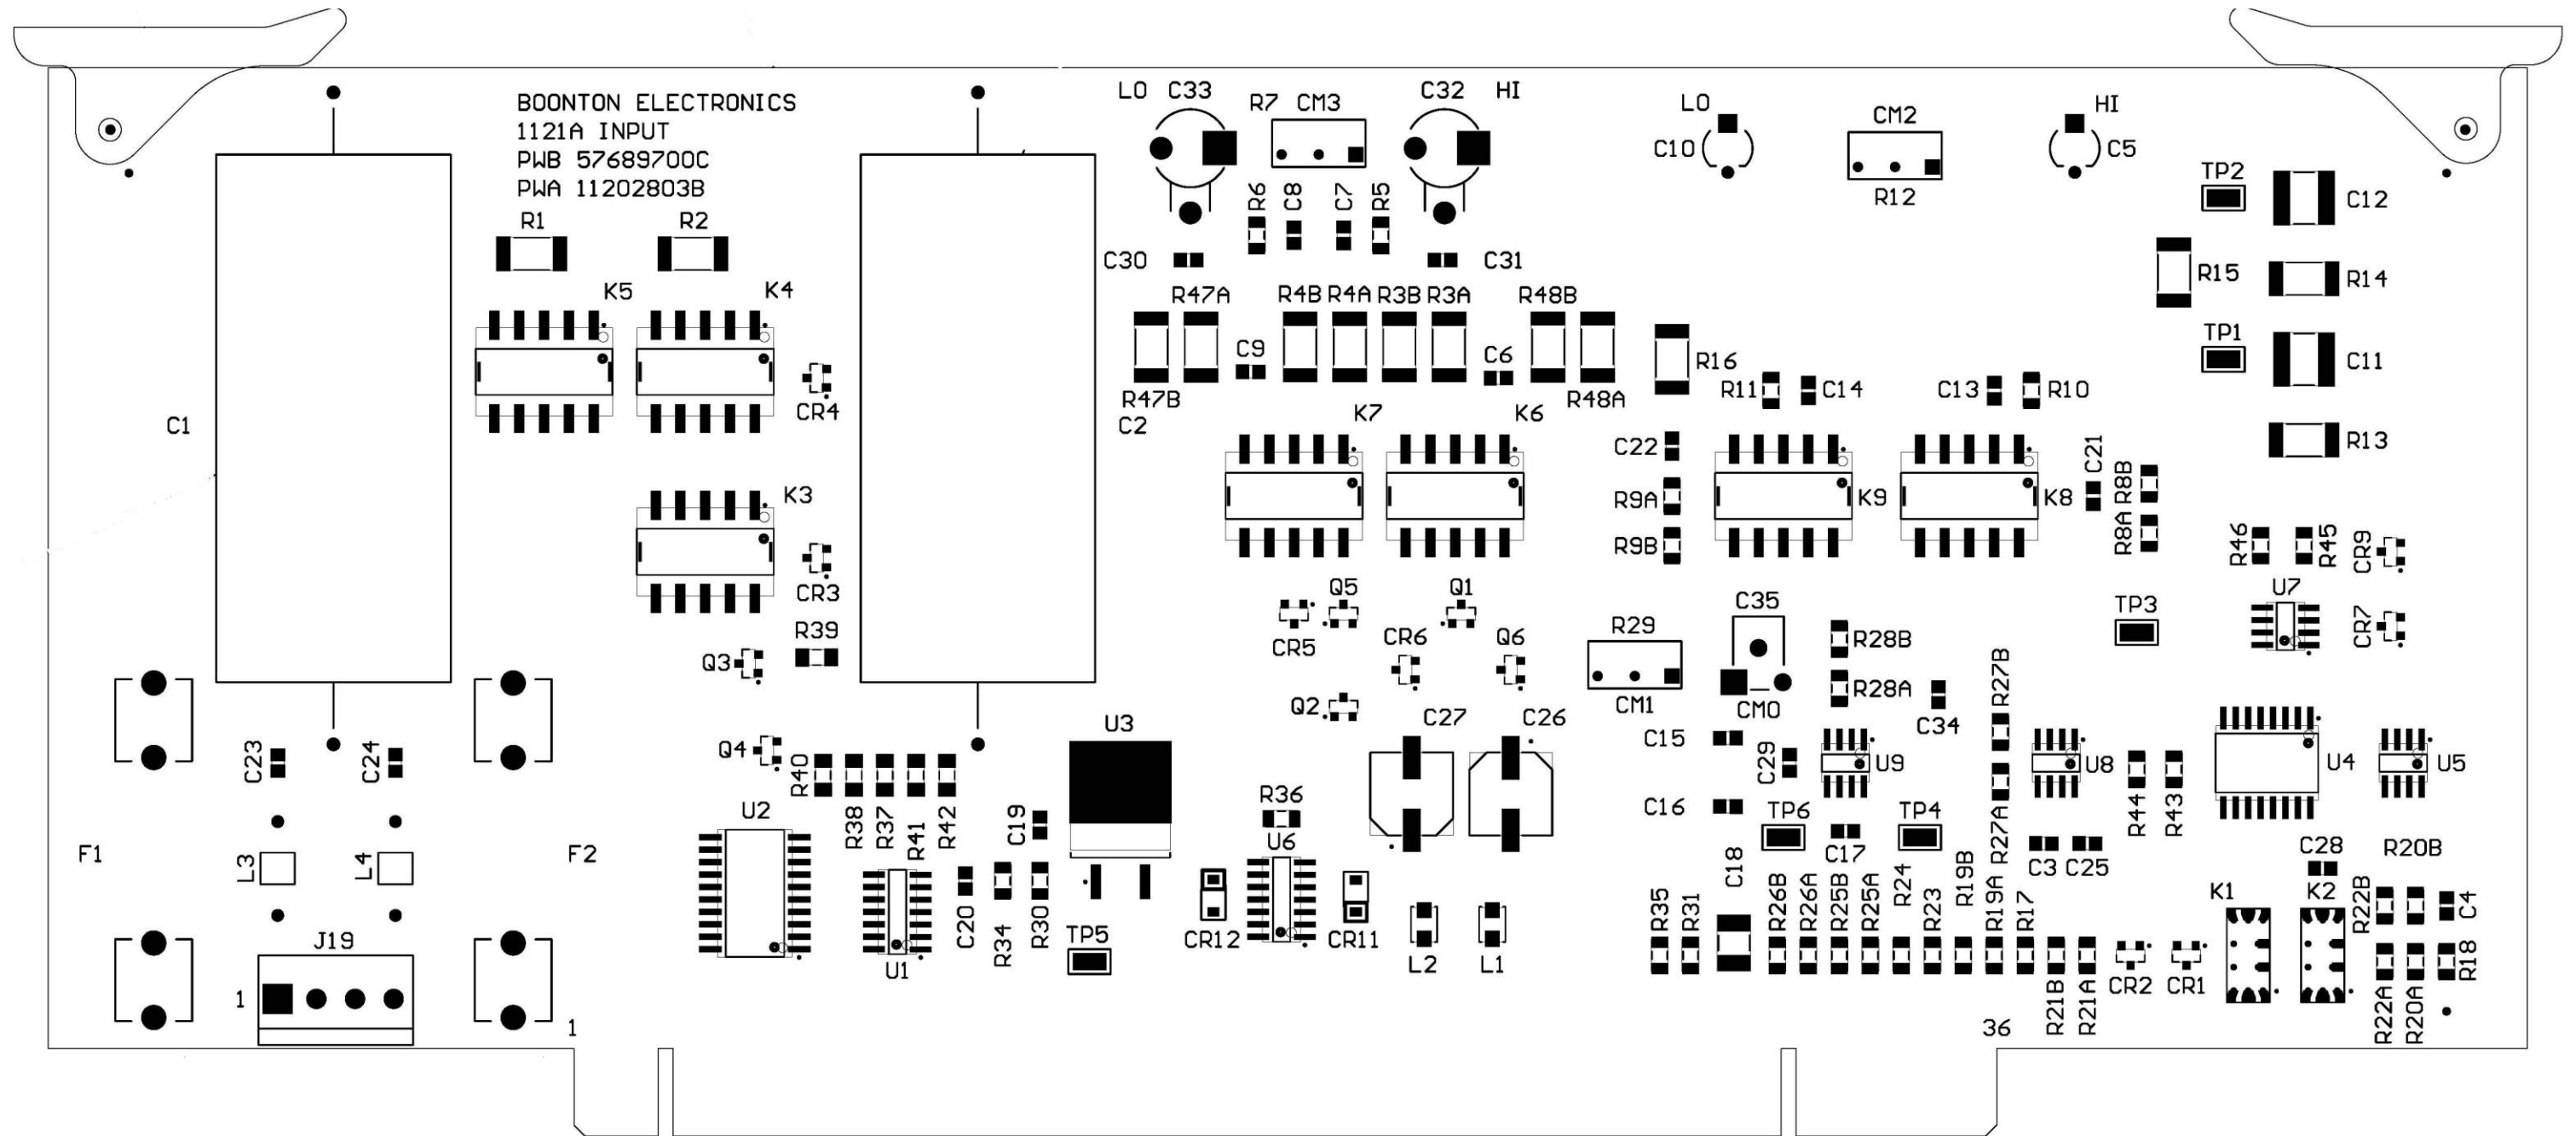 LO C33
R7 CM3
C32 HI
LO
CM2
HI
BOONTON ELECTRONICS
1121A INPUT
PWB 57689700C
PWA 11202803B
C10
C5
R12
TP2
C12
R6
C8
C7
R5
R1
R2
C30
C31
R15
R14
K5
K4
R47A
R4B
R4A
R3B
R3A
R48B
TP1
C9
C6
R16
C11
CR4
R47B
R48A
R11
C14
C13
R10
C1
C2
K7
K6
R13
C22
C21
R8B
K3
R9A
K9
K8
R8A
R9B
R46
R45
CR9
CR3
Q5
Q1
C35
TP3
U7
R39
CR5
CR6
Q6
R29
R28B
CR7
Q3
R28A
R27B
Q2
CM1
CM0
C34
U3
C27
C26
C23
C24
Q4
R40
C15
C29
U9
U8
U4
U5
R44
R43
U2
R38
R37
R41
R42
C19
R36
C16
TP6
TP4
R27A
F1
L3
L4
F2
U6
C18
C17
C3
C25
C28
R20B
C20
R34
R30
R35
R31
R26B
R26A
R25B
R25A
R24
R23
R19B
R19A
R17
K1
K2
R22B
C4
J19
TP5
CR12
CR11
U1
L2
L1
CR2
CR1
R18
1
1
36
R21B
R21A
R22A
R20A